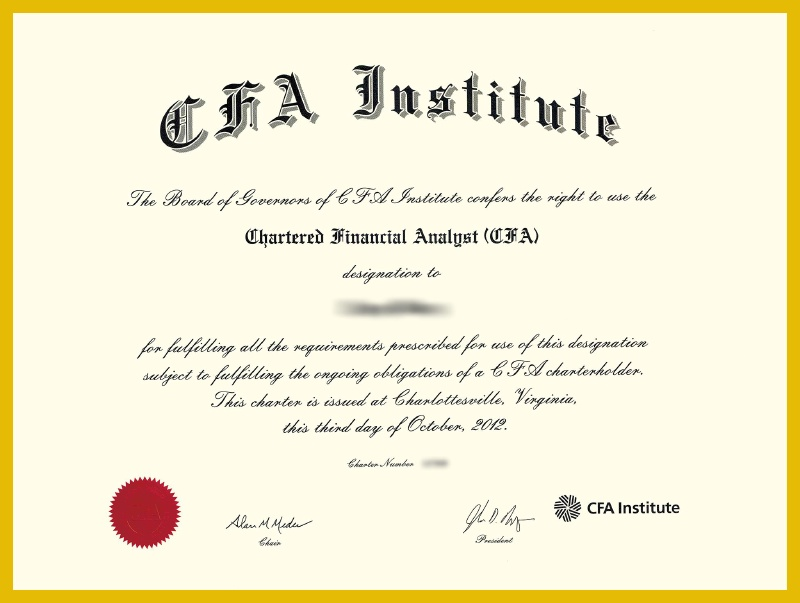 CFA Institute
The Board of Governors of CFA Institute confers the right to use the
Chartered Financial Analyst (CFA)
designation to
for fulfilling all the requirements prescribed for use of this designation
subject to fulfilling the ongoing obligations of a CFA charterholder.
This charter is issued at Charlottesville, Virginia,
this third day of October, 2012.
Charter Number
Alan M Meder
Chair
President
CFA Institute